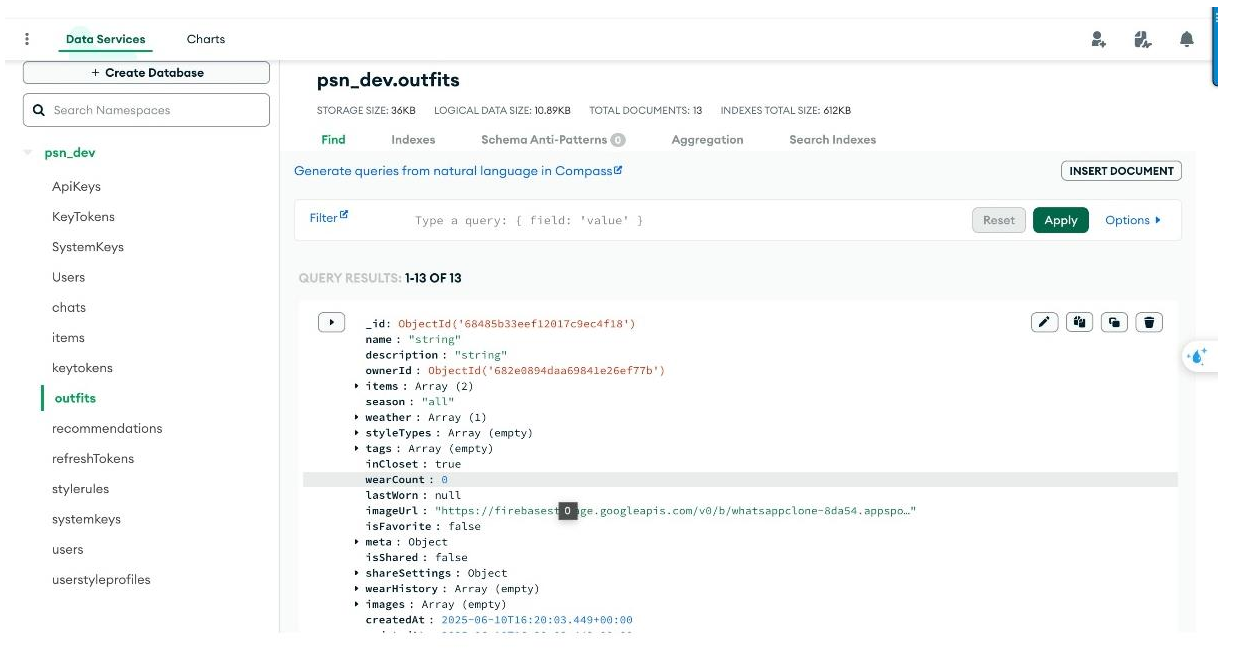 Data Services Charts
+ Create Database
Search Namespaces
psn_dev
ApiKeys
KeyTokens
SystemKeys
Users
chats
items
keytokens
outfits
recommendations
refreshTokens
stylerules
systemkeys
users
userstyleprofiles
psn_dev.outfits
STORAGE SIZE: 36KB LOGICAL DATA SIZE: 10.89KB TOTAL DOCUMENTS: 13 INDEXES TOTAL SIZE: 612KB
Find Indexes Schema Anti-Patterns 0 Aggregation Search Indexes
Generate queries from natural language in Compass
INSERT DOCUMENT
Filter Type a query: { field: 'value' } Reset Apply Options
QUERY RESULTS: 1-13 OF 13
_id: ObjectId('68485b33eef12017c9ec4f18')
name : "string"
description : "string"
ownerId : ObjectId('682e0894daa69841e26ef77b')
items : Array (2)
season : "all"
weather : Array (1)
styleTypes : Array (empty)
tags : Array (empty)
inCloset : true
wearCount : 0
lastWorn : null
imageUrl : "https://firebasest 0 ge.googleapis.com/v0/b/whatsappclone-8da54.appspo…"
isFavorite : false
meta : Object
isShared : false
shareSettings : Object
wearHistory : Array (empty)
images : Array (empty)
createdAt : 2025-06-10T16:20:03.449+00:00